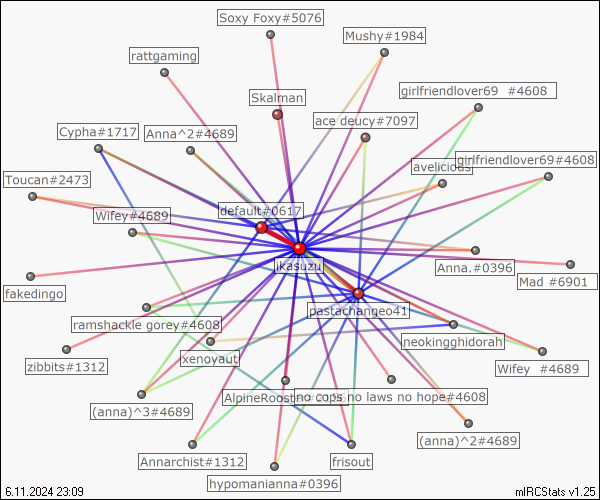 Soxy Foxy#5076
Mushy#1984
rattgaming
girlfriendlover69 #4608
Skalman
ace deucy#7097
Cypha#1717
Anna^2#4689
avelicious
girlfriendlover69#4608
Toucan#2473
default#0617
Wifey#4689
jkasuzu
Anna.#0396
Mad #6901
fakedingo
pastachangeo41
ramshackle gorey#4608
neokingghidorah
xenoyaut
zibbits#1312
Wifey #4689
AlpineRoost
no cops no laws no hope#4608
(anna)^3#4689
(anna)^2#4689
Annarchist#1312
frisout
hypomanianna#0396
6.11.2024 23:09
mIRCStats v1.25